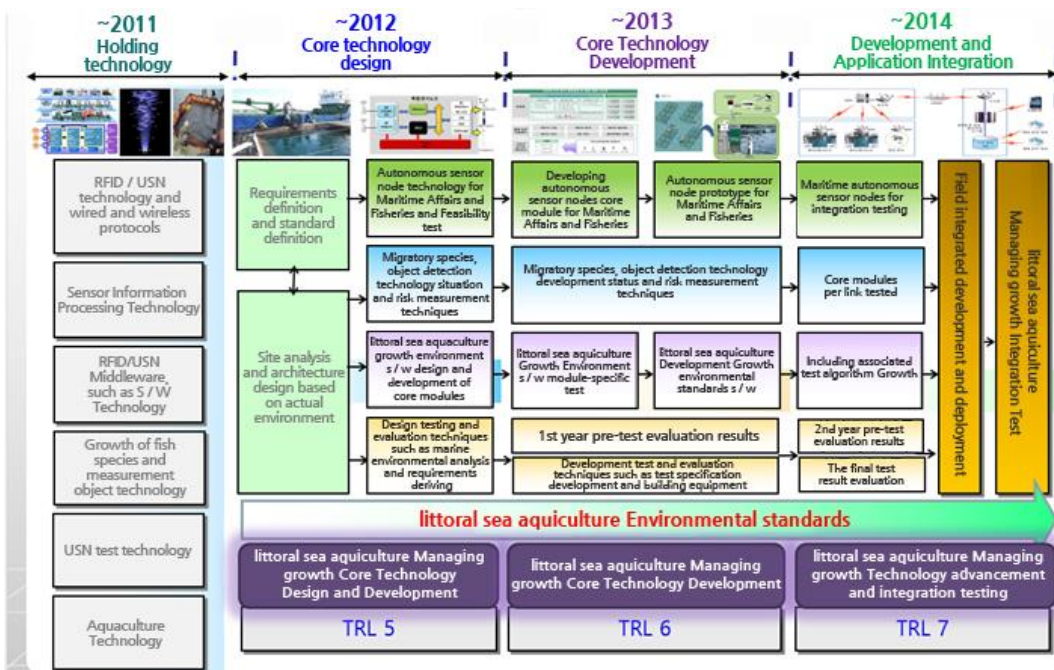 ~2011
Holding
technology
~2012
Core technology
design
~2013
Core Technology
Development
~2014
Development and
Application Integration
RFID / USN
technology and
wired and wireless
protocols
Sensor Information
Processing Technology
RFID/USN
Middleware,
such as S / W
Technology
Growth of fish
species and
measurement
object technology
USN test technology
Aquaculture
Technology
Requirements
definition
and standard
definition
Site analysis
and architecture
design based
on actual
environment
Autonomous sensor
node technology for
Maritime Affairs and
Fisheries and Feasibility
test
Developing
autonomous
sensor nodes core
module for Maritime
Affairs and Fisheries
Autonomous sensor
node prototype for
Maritime Affairs
and Fisheries
Maritime autonomous
sensor nodes for
integration testing
Migratory species,
object detection
technology
situation
and risk measurement
techniques
Migratory species, object detection technology
development status and risk measurement
techniques
Core modules
per link tested
littoral sea aquaculture
growth environment
s / w design and
development of
core modules
littoral sea aquiculture
Growth Environment
s / w module-specific
test
littoral sea aquiculture
Development Growth
environmental
standards s / w
Including associated
test algorithm Growth
Design testing and
evaluation techniques
such as marine
environmental analysis
and requirements
deriving
1st year pre-test evaluation results
Development test and evaluation
techniques such as test specification
development and building equipment
2nd year pre-test
evaluation results
The final test
result evaluation
Field integrated development and deployment
littoral sea aquiculture
Managing growth Integration Test
littoral sea aquiculture Environmental standards
littoral sea aquiculture Managing
growth Core Technology
Design and Development
littoral sea aquiculture Managing
growth Core Technology Development
littoral sea aquiculture Managing
growth Technology advancement
and integration testing
TRL 5
TRL 6
TRL 7